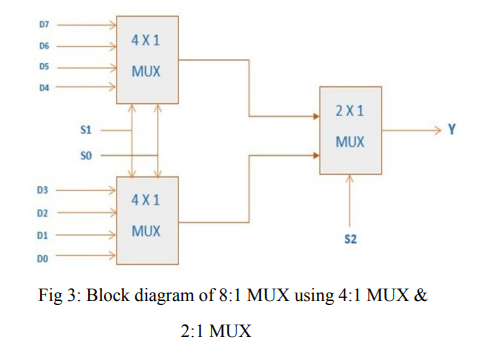 D7
D6
D5
D4
4 X 1
MUX
S1
S0
2 X 1
MUX
Y
D3
D2
D1
D0
4 X 1
MUX
S2
Fig 3: Block diagram of 8:1 MUX using 4:1 MUX &
2:1 MUX